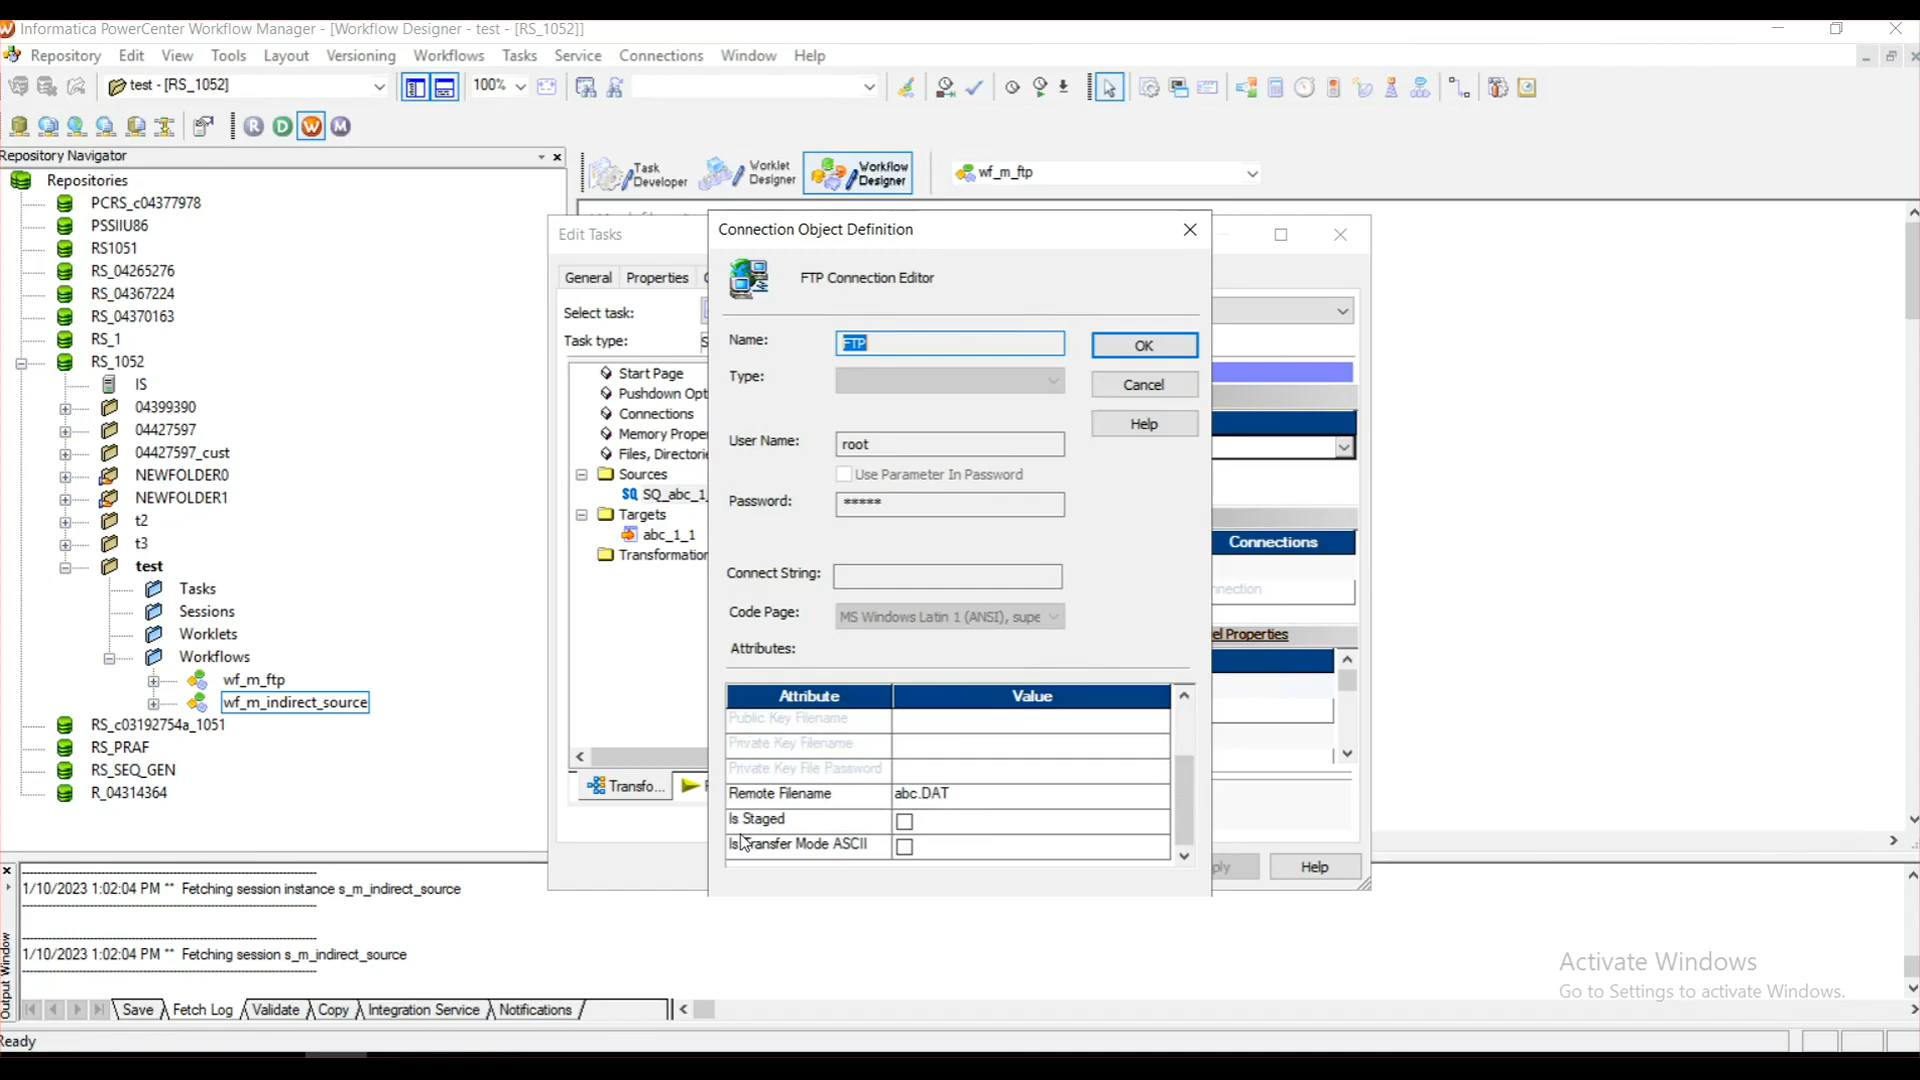 Informatica PowerCenter Workflow Manager - [Workflow Designer - test - [RS_1052]]
Repository Edit View Tools Layout Versioning Workflows Tasks Service Connections Window Help
test - [RS_1052]
100%
R D W M
Repository Navigator
Repositories
PCRS_c04377978
PSSIIU86
RS1051
RS_04265276
RS_04367224
RS_04370163
RS_1
RS_1052
IS
04399390
04427597
04427597_cust
NEWFOLDER0
NEWFOLDER1
t2
t3
test
Tasks
Sessions
Worklets
Workflows
wf_m_ftp
wf_m_indirect_source
RS_c03192754a_1051
RS_PRAF
RS_SEQ_GEN
R_04314364
Task Developer
Worklet Designer
Workflow Designer
wf_m_ftp
Edit Tasks
General Properties
Select task:
Task type:
Start Page
Pushdown Opt
Connections
Memory Prope
Files, Directorie
Sources
SQ SQ_abc_1_
Targets
abc_1_1
Transformation
Transfo...
Connection Object Definition
FTP Connection Editor
Name: FTP
Type:
User Name: root
Use Parameter In Password
Password: *****
Connect String:
Code Page: MS Windows Latin 1 (ANSI), supe
Attributes:
Attribute Value
Public Key Filename
Private Key Filename
Private Key File Password
Remote Filename abc.DAT
Is Staged
Is Transfer Mode ASCII
OK
Cancel
Help
Connections
nnection
el Properties
ply
Help
1/10/2023 1:02:04 PM ** Fetching session instance s_m_indirect_source
1/10/2023 1:02:04 PM ** Fetching session s_m_indirect_source
Output Window
Save Fetch Log Validate Copy Integration Service Notifications
Activate Windows
Go to Settings to activate Windows.
Ready